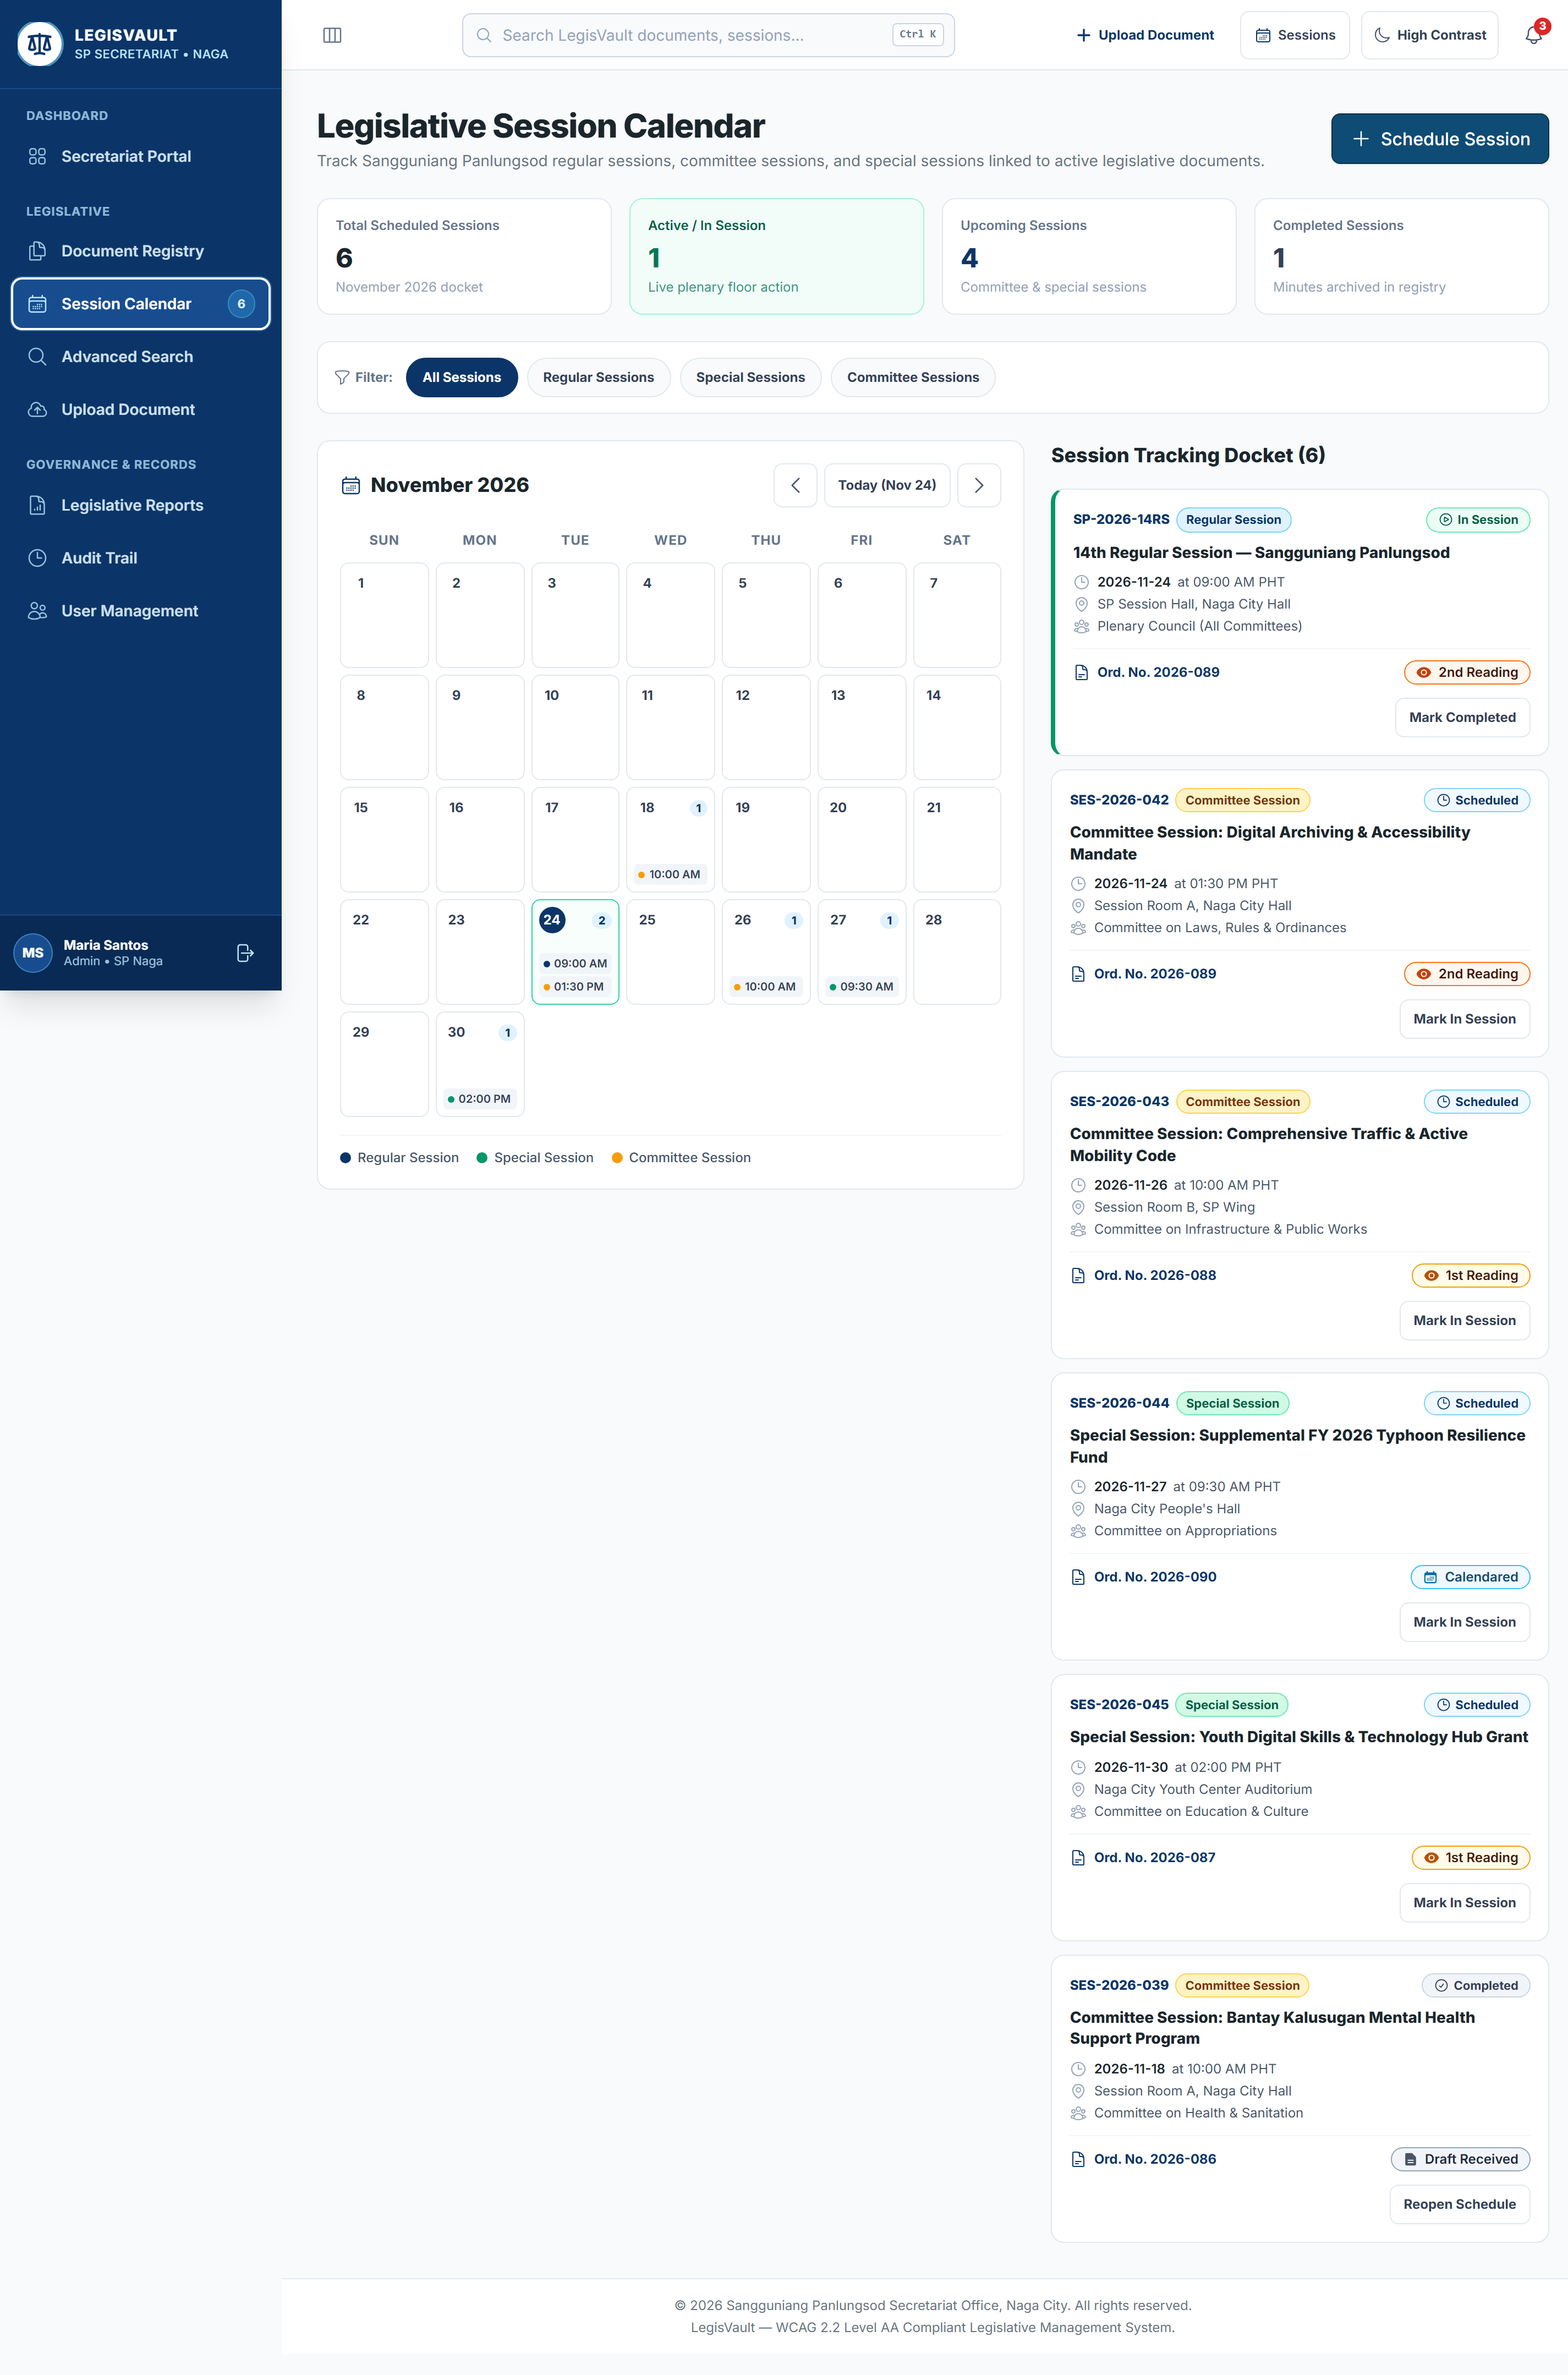 LEGISVAULT
SP SECRETARIAT • NAGA
DASHBOARD
Secretariat Portal
LEGISLATIVE
Document Registry
Session Calendar 6
Advanced Search
Upload Document
GOVERNANCE & RECORDS
Legislative Reports
Audit Trail
User Management
MS
Maria Santos
Admin • SP Naga
Search LegisVault documents, sessions... Ctrl K
Upload Document
Sessions
High Contrast
3
Legislative Session Calendar
Track Sangguniang Panlungsod regular sessions, committee sessions, and special sessions linked to active legislative documents.
Schedule Session
Total Scheduled Sessions
6
November 2026 docket
Active / In Session
1
Live plenary floor action
Upcoming Sessions
4
Committee & special sessions
Completed Sessions
1
Minutes archived in registry
Filter: All Sessions Regular Sessions Special Sessions Committee Sessions
November 2026
Today (Nov 24)
SUN MON TUE WED THU FRI SAT
1 2 3 4 5 6 7
8 9 10 11 12 13 14
15 16 17 18 1 19 20 21
10:00 AM
22 23 24 2 25 26 1 27 1 28
09:00 AM
01:30 PM 10:00 AM 09:30 AM
29 30 1
02:00 PM
Regular Session Special Session Committee Session
Session Tracking Docket (6)
SP-2026-14RS Regular Session In Session
14th Regular Session — Sangguniang Panlungsod
2026-11-24 at 09:00 AM PHT
SP Session Hall, Naga City Hall
Plenary Council (All Committees)
Ord. No. 2026-089 2nd Reading
Mark Completed
SES-2026-042 Committee Session Scheduled
Committee Session: Digital Archiving & Accessibility
Mandate
2026-11-24 at 01:30 PM PHT
Session Room A, Naga City Hall
Committee on Laws, Rules & Ordinances
Ord. No. 2026-089 2nd Reading
Mark In Session
SES-2026-043 Committee Session Scheduled
Committee Session: Comprehensive Traffic & Active
Mobility Code
2026-11-26 at 10:00 AM PHT
Session Room B, SP Wing
Committee on Infrastructure & Public Works
Ord. No. 2026-088 1st Reading
Mark In Session
SES-2026-044 Special Session Scheduled
Special Session: Supplemental FY 2026 Typhoon Resilience
Fund
2026-11-27 at 09:30 AM PHT
Naga City People's Hall
Committee on Appropriations
Ord. No. 2026-090 Calendared
Mark In Session
SES-2026-045 Special Session Scheduled
Special Session: Youth Digital Skills & Technology Hub Grant
2026-11-30 at 02:00 PM PHT
Naga City Youth Center Auditorium
Committee on Education & Culture
Ord. No. 2026-087 1st Reading
Mark In Session
SES-2026-039 Committee Session Completed
Committee Session: Bantay Kalusugan Mental Health
Support Program
2026-11-18 at 10:00 AM PHT
Session Room A, Naga City Hall
Committee on Health & Sanitation
Ord. No. 2026-086 Draft Received
Reopen Schedule
© 2026 Sangguniang Panlungsod Secretariat Office, Naga City. All rights reserved.
LegisVault — WCAG 2.2 Level AA Compliant Legislative Management System.